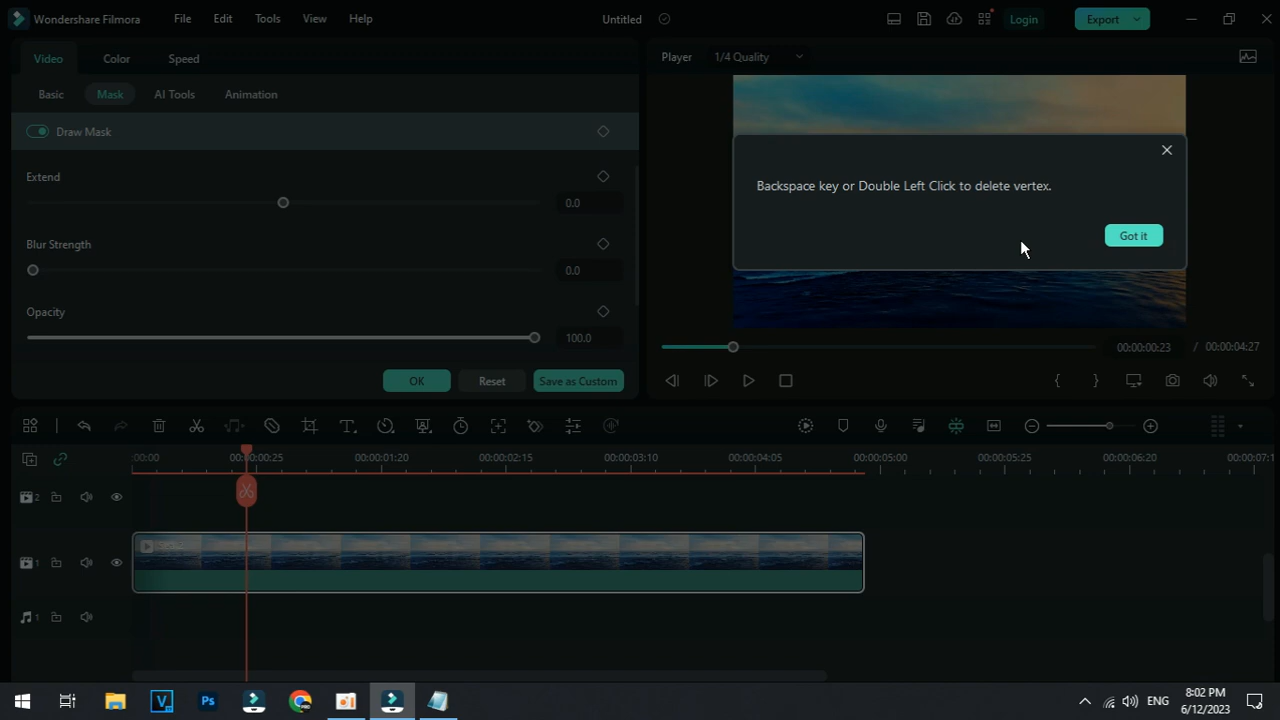 Wondershare Filmora File Edit Tools View Help Untitled Login Export
Video Color Speed
Basic Mask AI Tools Animation
Draw Mask
Extend
0.0
Blur Strength
0.0
Opacity
100.0
OK Reset Save as Custom
Player 1/4 Quality
Backspace key or Double Left Click to delete vertex.
Got it
00:00:00:23 / 00:00:04:27
:00:00 00:00:00:25 00:00:01:20 00:00:02:15 00:00:03:10 00:00:04:05 00:00:05:00 00:00:05:25 00:00:06:20 00:00:07:1
2
1
1
V Ps ENG
8:02 PM
6/12/2023